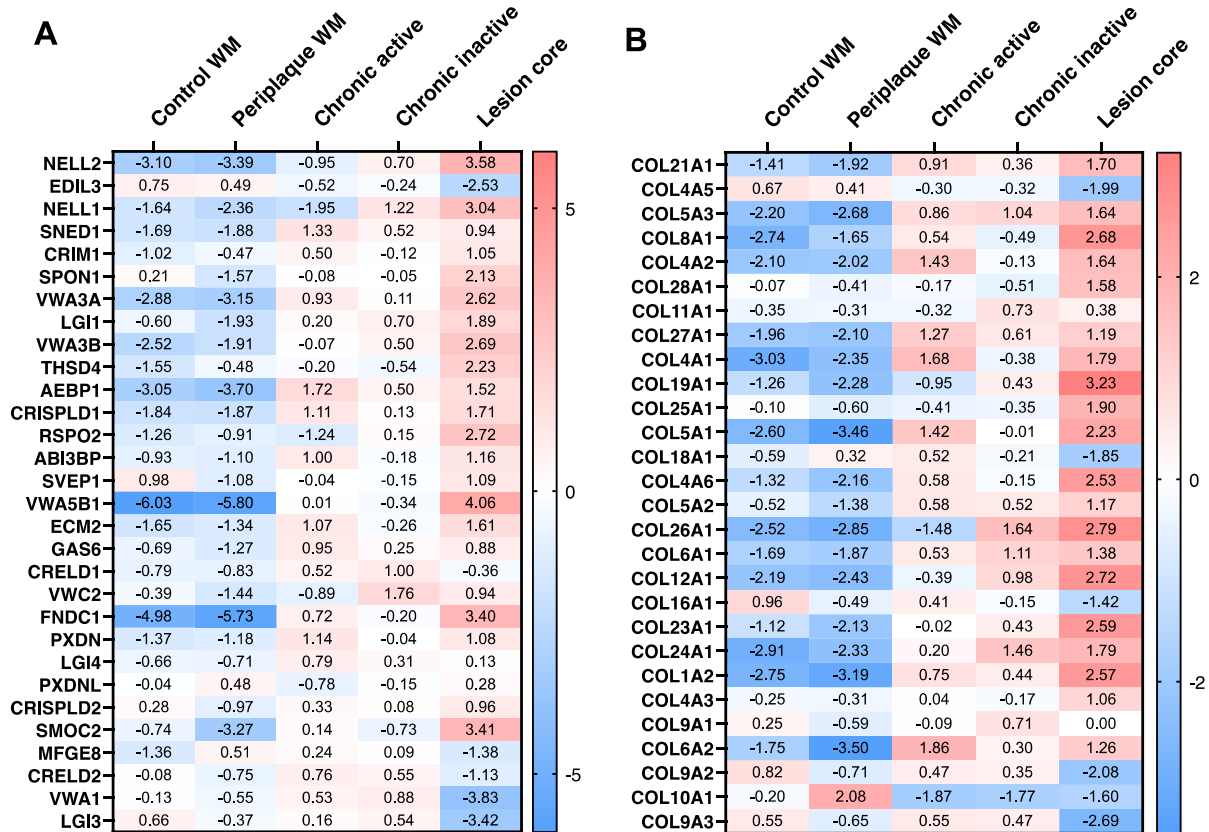 A
Control WM
Periplaque WM
Chronic active
Chronic inactive
Lesion core
NELL2 -3.10 -3.39 -0.95 0.70 3.58
EDIL3 0.75 0.49 -0.52 -0.24 -2.53
NELL1 -1.64 -2.36 -1.95 1.22 3.04
SNED1 -1.69 -1.88 1.33 0.52 0.94
CRIM1 -1.02 -0.47 0.50 -0.12 1.05
SPON1 0.21 -1.57 -0.08 -0.05 2.13
VWA3A -2.88 -3.15 0.93 0.11 2.62
LGI1 -0.60 -1.93 0.20 0.70 1.89
VWA3B -2.52 -1.91 -0.07 0.50 2.69
THSD4 -1.55 -0.48 -0.20 -0.54 2.23
AEBP1 -3.05 -3.70 1.72 0.50 1.52
CRISPLD1 -1.84 -1.87 1.11 0.13 1.71
RSPO2 -1.26 -0.91 -1.24 0.15 2.72
ABI3BP -0.93 -1.10 1.00 -0.18 1.16
SVEP1 0.98 -1.08 -0.04 -0.15 1.09
VWA5B1 -6.03 -5.80 0.01 -0.34 4.06
ECM2 -1.65 -1.34 1.07 -0.26 1.61
GAS6 -0.69 -1.27 0.95 0.25 0.88
CRELD1 -0.79 -0.83 0.52 1.00 -0.36
VWC2 -0.39 -1.44 -0.89 1.76 0.94
FNDC1 -4.98 -5.73 0.72 -0.20 3.40
PXDN -1.37 -1.18 1.14 -0.04 1.08
LGI4 -0.66 -0.71 0.79 0.31 0.13
PXDNL -0.04 0.48 -0.78 -0.15 0.28
CRISPLD2 0.28 -0.97 0.33 0.08 0.96
SMOC2 -0.74 -3.27 0.14 -0.73 3.41
MFGE8 -1.36 0.51 0.24 0.09 -1.38
CRELD2 -0.08 -0.75 0.76 0.55 -1.13
VWA1 -0.13 -0.55 0.53 0.88 -3.83
LGI3 0.66 -0.37 0.16 0.54 -3.42
5
0
-5
B
Control WM
Periplaque WM
Chronic active
Chronic inactive
Lesion core
COL21A1 -1.41 -1.92 0.91 0.36 1.70
COL4A5 0.67 0.41 -0.30 -0.32 -1.99
COL5A3 -2.20 -2.68 0.86 1.04 1.64
COL8A1 -2.74 -1.65 0.54 -0.49 2.68
COL4A2 -2.10 -2.02 1.43 -0.13 1.64
COL28A1 -0.07 -0.41 -0.17 -0.51 1.58
COL11A1 -0.35 -0.31 -0.32 0.73 0.38
COL27A1 -1.96 -2.10 1.27 0.61 1.19
COL4A1 -3.03 -2.35 1.68 -0.38 1.79
COL19A1 -1.26 -2.28 -0.95 0.43 3.23
COL25A1 -0.10 -0.60 -0.41 -0.35 1.90
COL5A1 -2.60 -3.46 1.42 -0.01 2.23
COL18A1 -0.59 0.32 0.52 -0.21 -1.85
COL4A6 -1.32 -2.16 0.58 -0.15 2.53
COL5A2 -0.52 -1.38 0.58 0.52 1.17
COL26A1 -2.52 -2.85 -1.48 1.64 2.79
COL6A1 -1.69 -1.87 0.53 1.11 1.38
COL12A1 -2.19 -2.43 -0.39 0.98 2.72
COL16A1 0.96 -0.49 0.41 -0.15 -1.42
COL23A1 -1.12 -2.13 -0.02 0.43 2.59
COL24A1 -2.91 -2.33 0.20 1.46 1.79
COL1A2 -2.75 -3.19 0.75 0.44 2.57
COL4A3 -0.25 -0.31 0.04 -0.17 1.06
COL9A1 0.25 -0.59 -0.09 0.71 0.00
COL6A2 -1.75 -3.50 1.86 0.30 1.26
COL9A2 0.82 -0.71 0.47 0.35 -2.08
COL10A1 -0.20 2.08 -1.87 -1.77 -1.60
COL9A3 0.55 -0.65 0.55 0.47 -2.69
2
0
-2